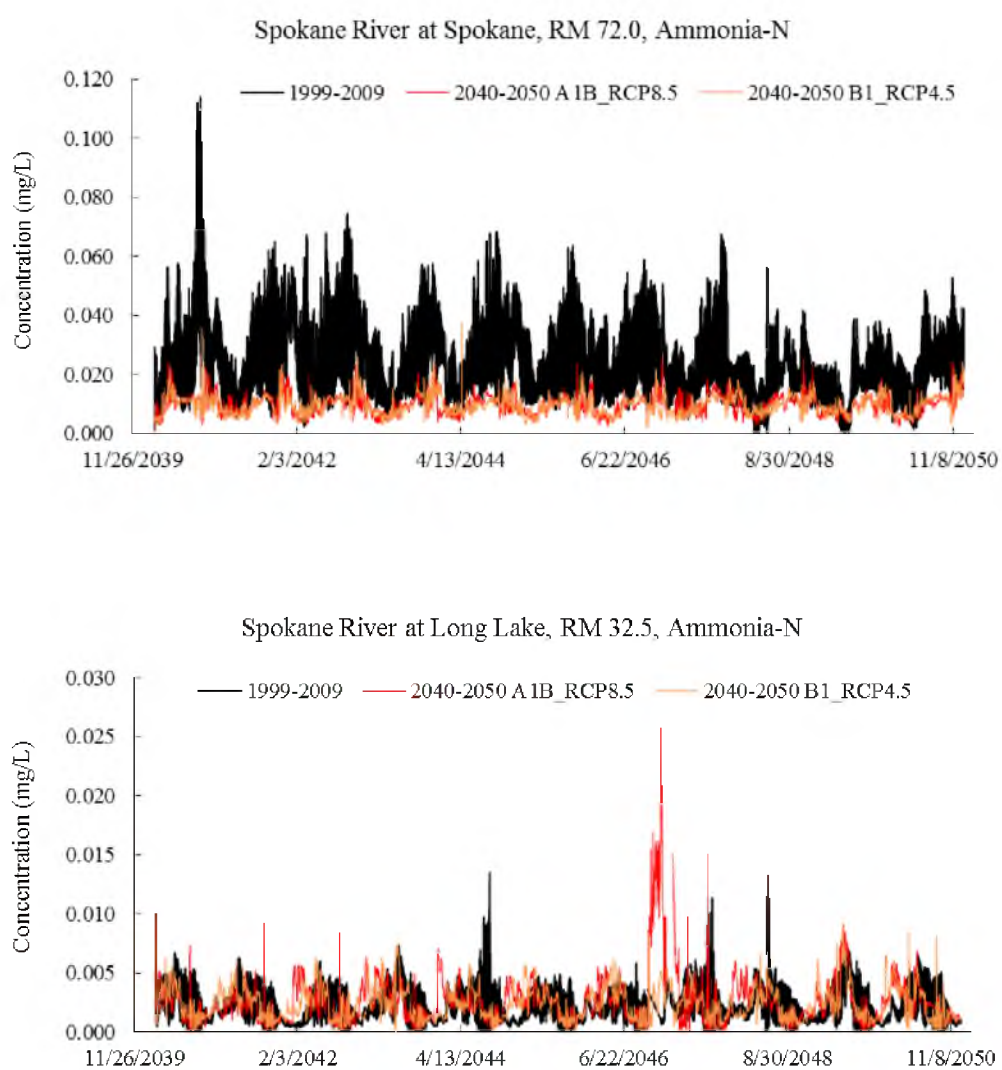 Spokane River at Spokane, RM 72.0, Ammonia-N
1999-2009 2040-2050 A1B_RCP8.5 2040-2050 B1_RCP4.5
Concentration (mg/L)
0.120
0.100
0.080
0.060
0.040
0.020
0.000
11/26/2039 2/3/2042 4/13/2044 6/22/2046 8/30/2048 11/8/2050
Spokane River at Long Lake, RM 32.5, Ammonia-N
1999-2009 2040-2050 A1B_RCP8.5 2040-2050 B1_RCP4.5
Concentration (mg/L)
0.030
0.025
0.020
0.015
0.010
0.005
0.000
11/26/2039 2/3/2042 4/13/2044 6/22/2046 8/30/2048 11/8/2050